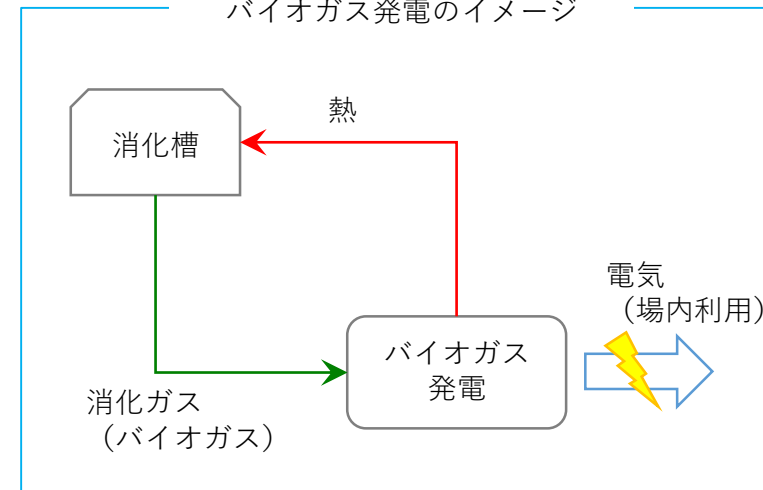 バイオガス発電のイメージ
熱
消化槽
電気
（場内利用）
バイオガス
発電
消化ガス
（バイオガス）